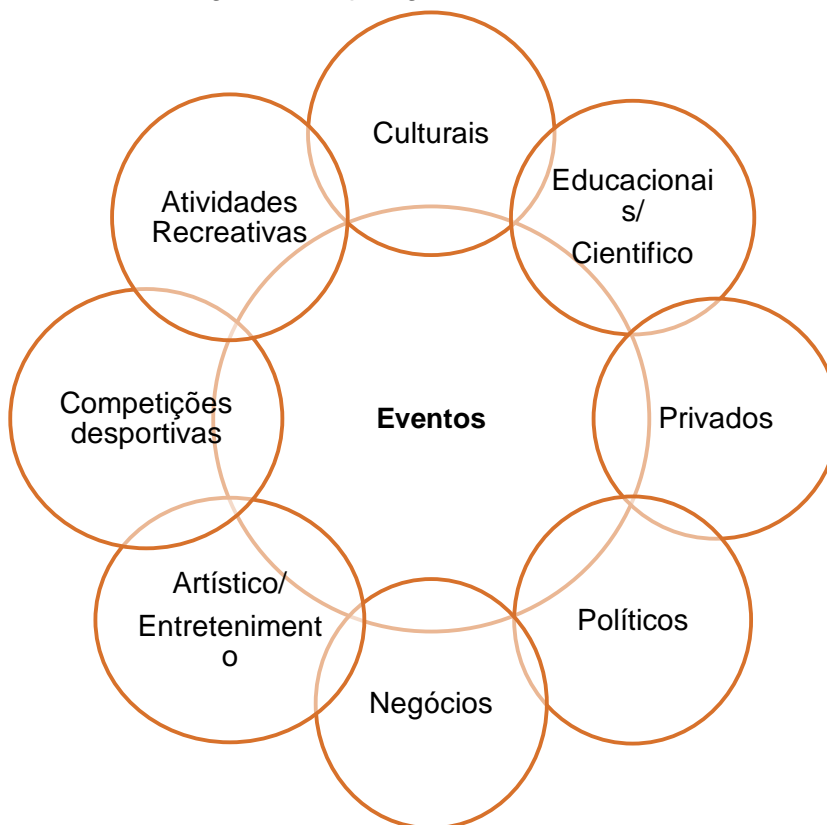 Culturais
Educacionai
s/
Cientifico
Atividades
Recreativas
Competições
desportivas
Eventos
Privados
Artístico/
Entreteniment
o
Políticos
Negócios